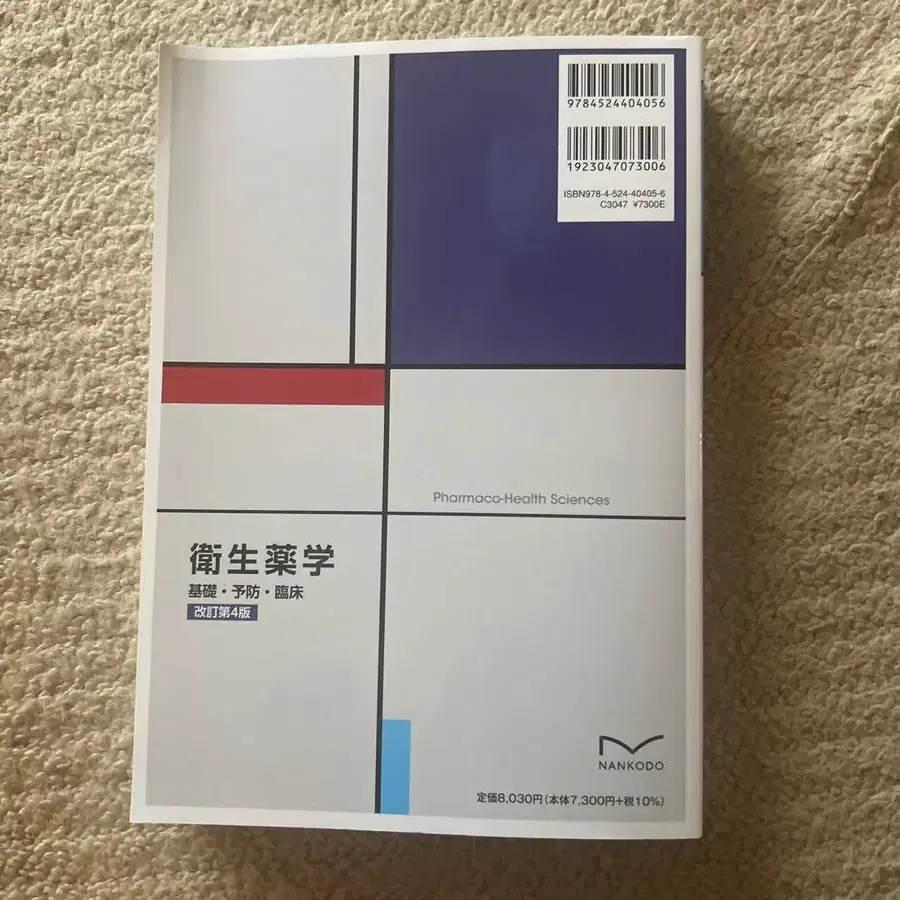 9784524404056
1923047073006
ISBN978-4-524-40405-6
C3047 ¥7300E
Pharmaco-Health Sciences
衛生薬学
基礎・予防・臨床
改訂第4版
NANKODO
定価8,030円(本体7,300円+税10%)